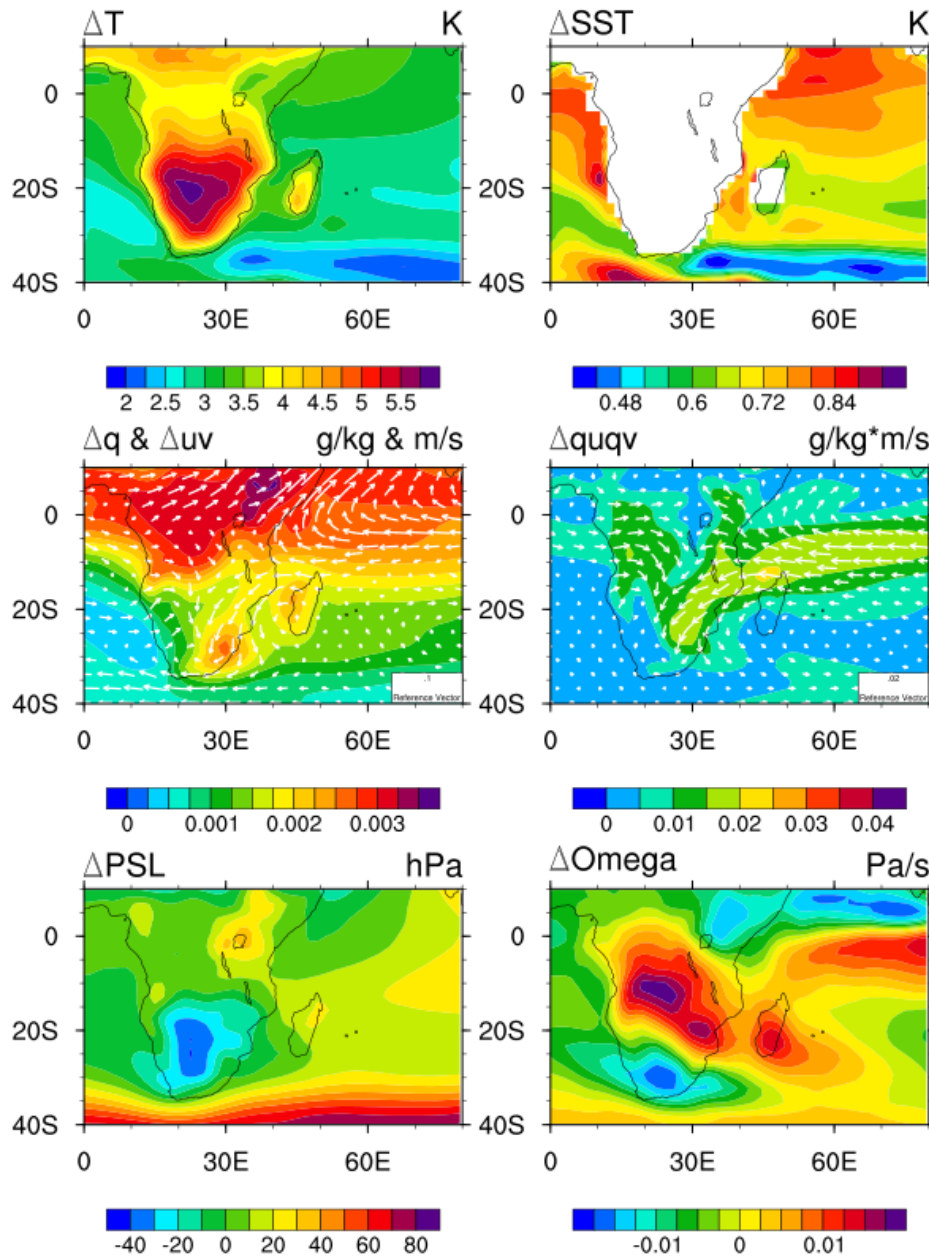 ΔT K ΔSST K
0 0
20S 20S
40S 40S
0 30E 60E 0 30E 60E
2 2.5 3 3.5 4 4.5 5 5.5 0.48 0.6 0.72 0.84
Δq & Δuv g/kg & m/s Δquqv g/kg*m/s
0 0
20S 20S
.1 .02
Reference Vector Reference Vector
40S 40S
0 30E 60E 0 30E 60E
0 0.001 0.002 0.003 0 0.01 0.02 0.03 0.04
ΔPSL hPa ΔOmega Pa/s
0 0
20S 20S
40S 40S
0 30E 60E 0 30E 60E
-40 -20 0 20 40 60 80 -0.01 0 0.01